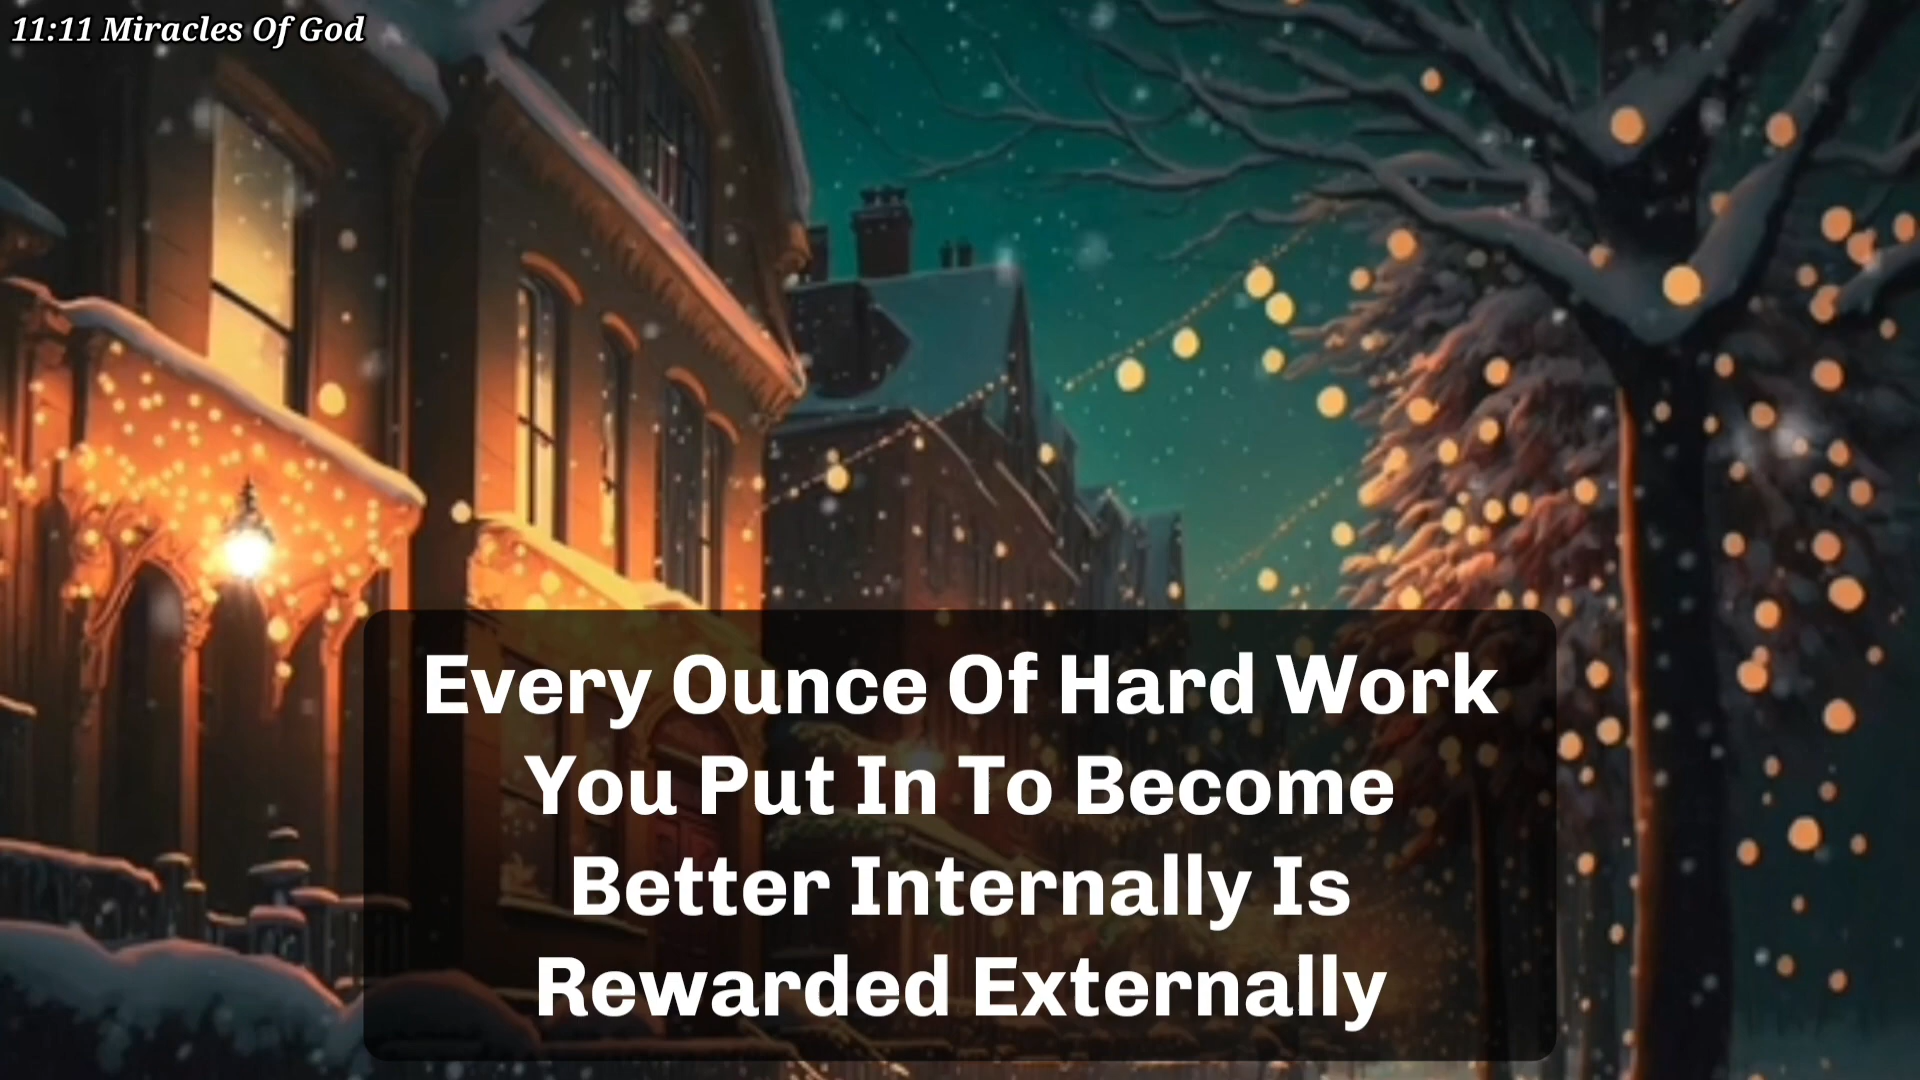 11:11 Miracles Of God
Every Ounce Of Hard Work
You Put In To Become
Better Internally Is
Rewarded Externally